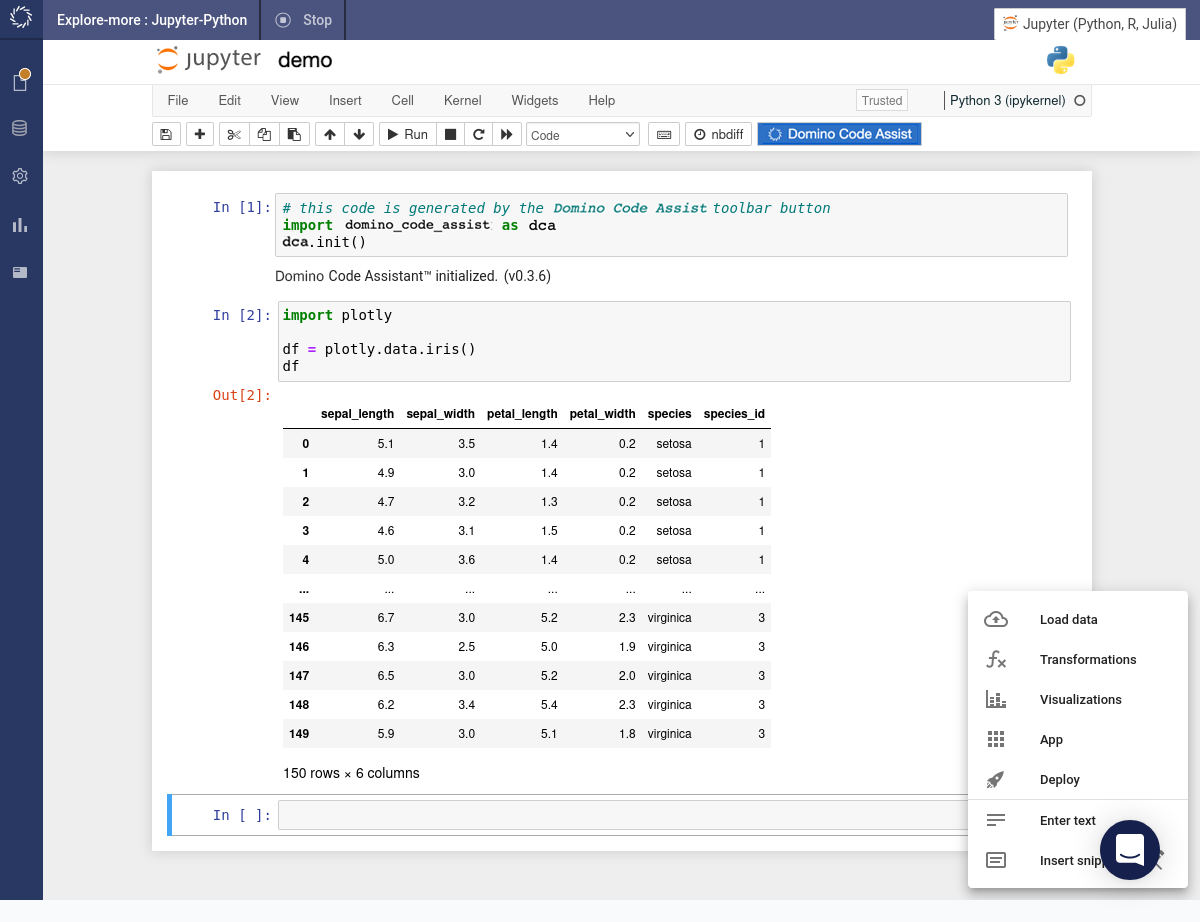 Explore-more : Jupyter-Python Stop
Jupyter (Python, R, Julia)
jupyter demo
File Edit View Insert Cell Kernel Widgets Help Trusted Python 3 (ipykernel)
Run Code nbdiff Domino Code Assist
In [1]: # this code is generated by the Domino Code Assist toolbar button
import domino_code_assist as dca
dca.init()
Domino Code Assistant™ initialized. (v0.3.6)
In [2]: import plotly
df = plotly.data.iris()
df
Out[2]:
sepal_length sepal_width petal_length petal_width species species_id
0 5.1 3.5 1.4 0.2 setosa 1
1 4.9 3.0 1.4 0.2 setosa 1
2 4.7 3.2 1.3 0.2 setosa 1
3 4.6 3.1 1.5 0.2 setosa 1
4 5.0 3.6 1.4 0.2 setosa 1
... ... ... ... ... ... ...
145 6.7 3.0 5.2 2.3 virginica 3
146 6.3 2.5 5.0 1.9 virginica 3
147 6.5 3.0 5.2 2.0 virginica 3
148 6.2 3.4 5.4 2.3 virginica 3
149 5.9 3.0 5.1 1.8 virginica 3
150 rows × 6 columns
In [ ]:
Load data
Transformations
Visualizations
App
Deploy
Enter text
Insert